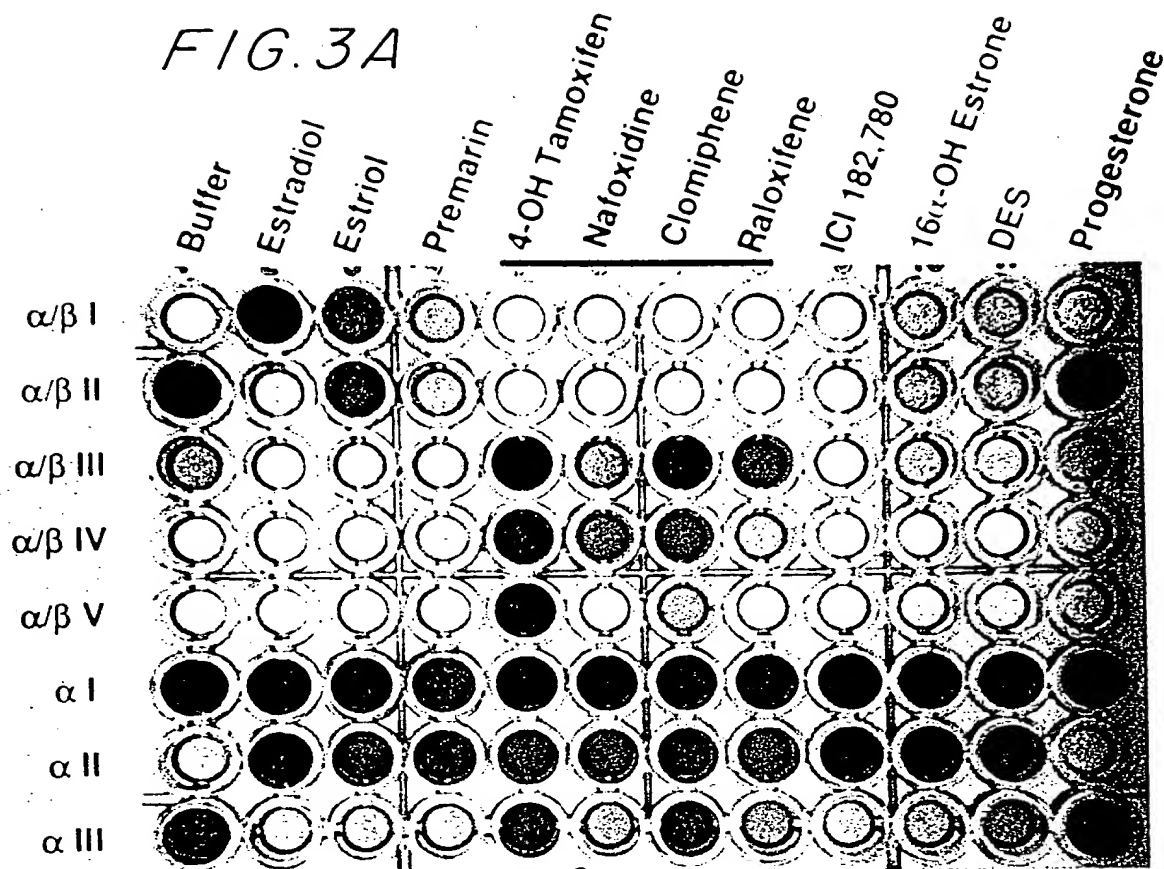 FIG.3A
Buffer
Estradiol
Estriol
Premarin
4-OH Tamoxifen
Nafoxidine
Clomiphene
Raloxifene
ICI 182,780
16α-OH Estrone
DES
Progesterone
α/β I
α/β II
α/β III
α/β IV
α/β V
α I
α II
α III